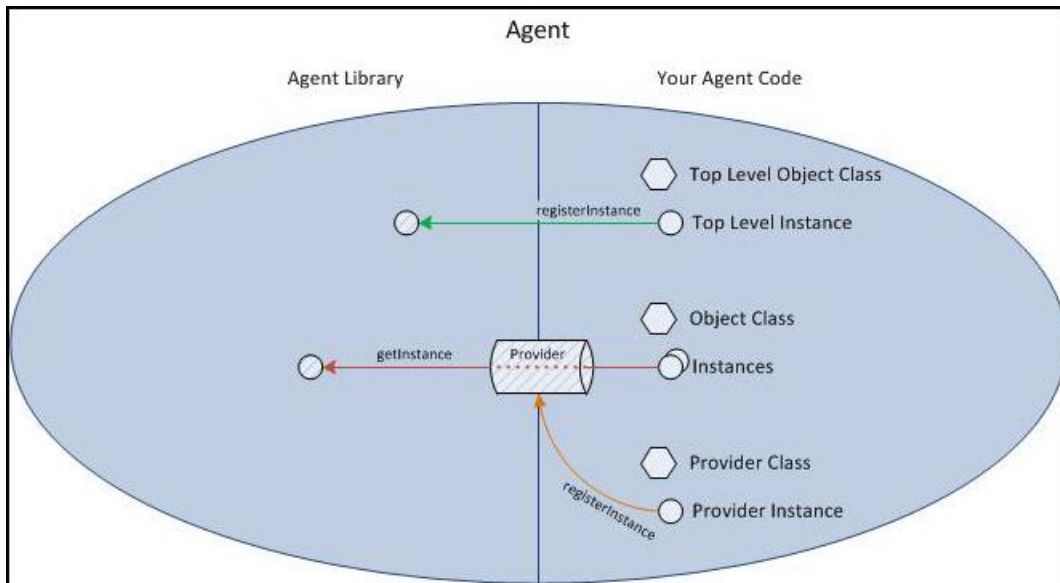 Agent
Agent Library
Your Agent Code
Top Level Object Class
registerInstance
Top Level Instance
Object Class
getInstance
Provider
Instances
Provider Class
registerInstance
Provider Instance